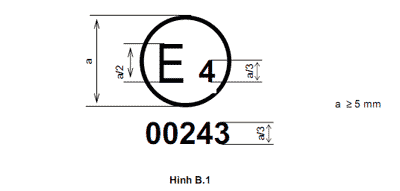 a
a/2
E 4
a/3
a ≥ 5 mm
00243
a/3
Hình B.1